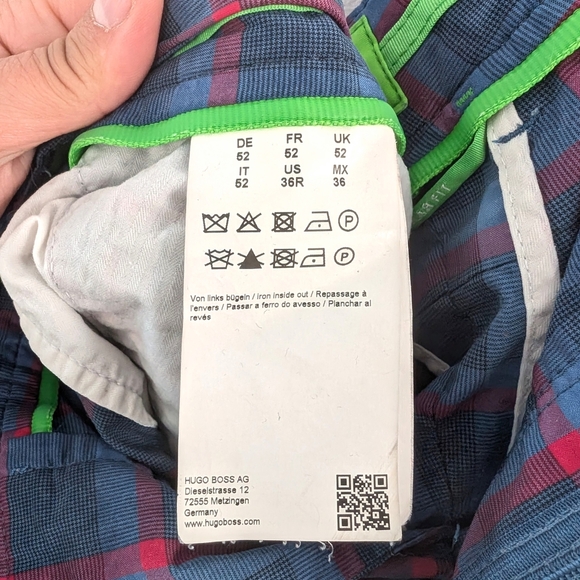 DE FR UK
52 52 52
IT US MX
52 36R 36
P
P
Von links bügeln / Iron inside out / Repassage à
l'envers / Passar a ferro do avesso / Planchar al
revés
HUGO BOSS AG
Dieselstrasse 12
72555 Metzingen
Germany
www.hugoboss.com
FIT